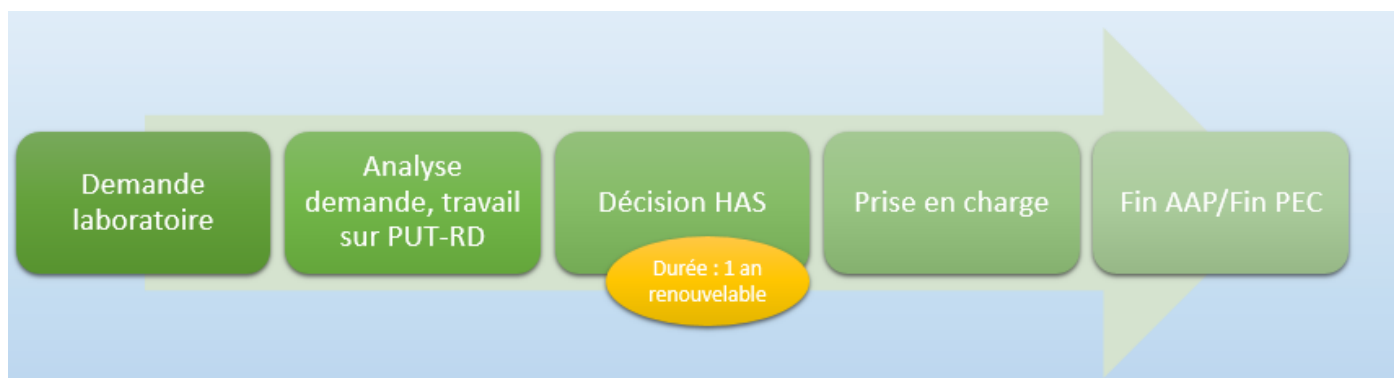 Demande
laboratoire
Analyse
demande, travail
sur PUT-RD
Décision HAS
Durée : 1 an
renouvelable
Prise en charge
Fin AAP/Fin PEC